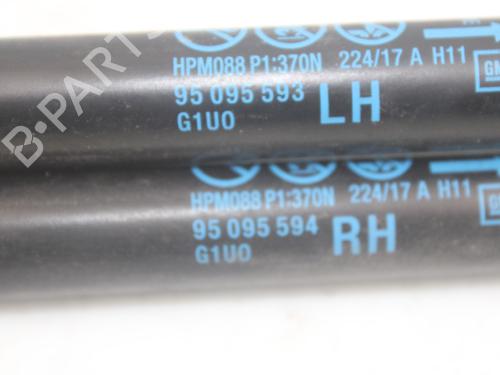 HPM088 P1:370N 224/17 A H11
95 095 593 LH
G1U0
GM
HPM088 P1:370N 224/17 A H11
95 095 594 RH
G1U0
B-PARTS